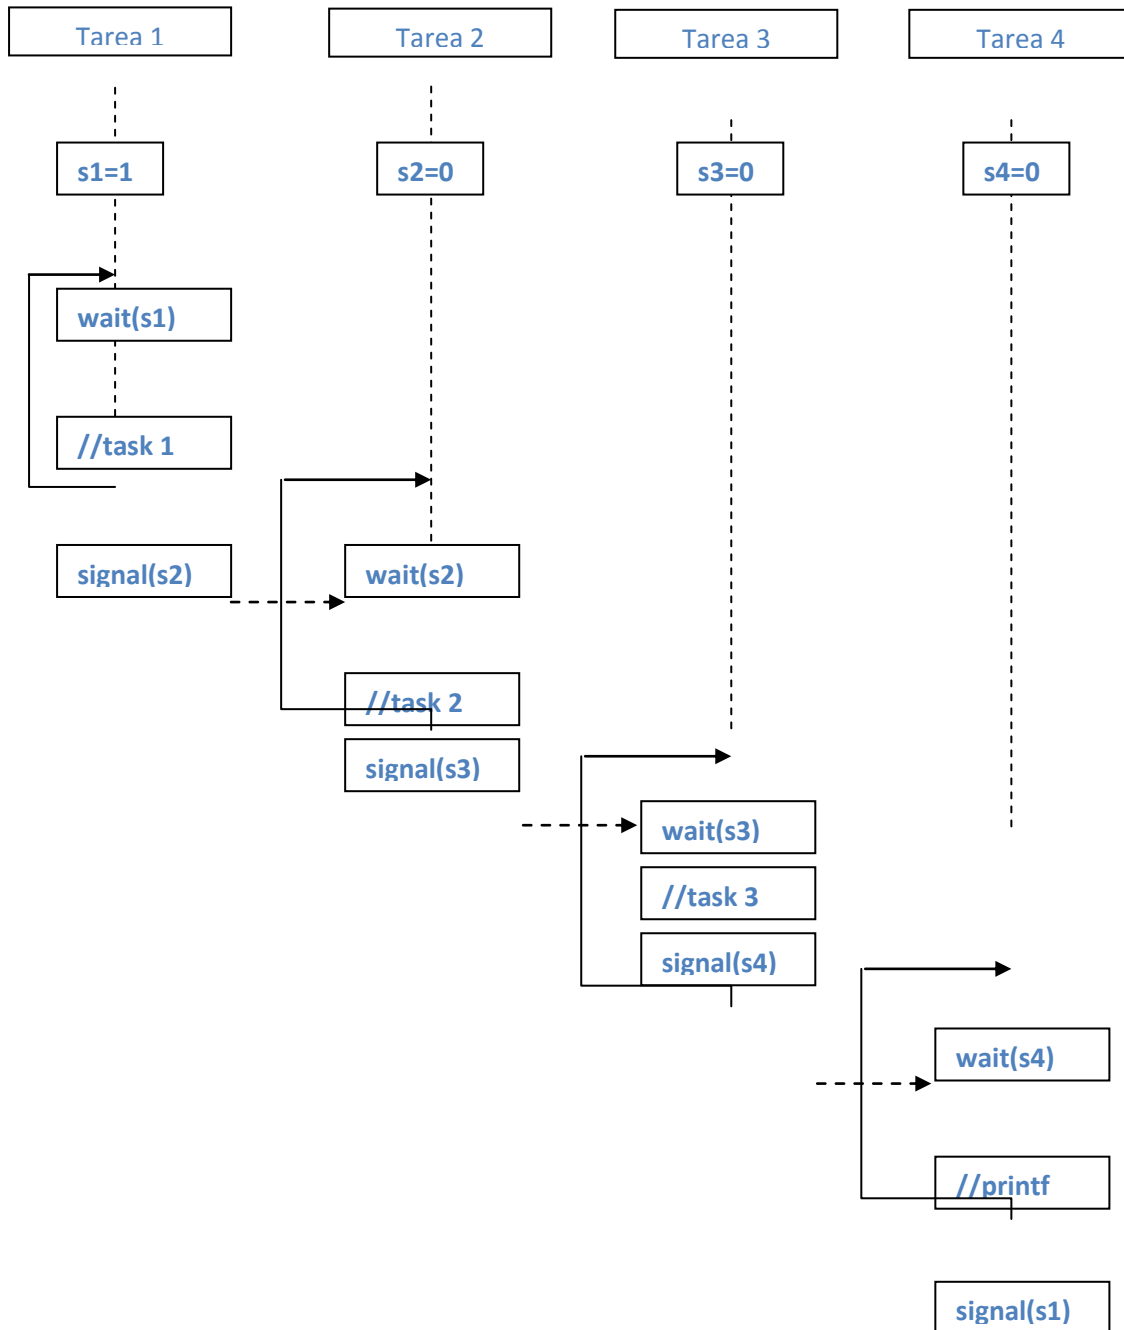 Tarea 1
Tarea 2
Tarea 3
Tarea 4
s1=1
s2=0
s3=0
s4=0
wait(s1)
//task 1
signal(s2)
wait(s2)
//task 2
signal(s3)
wait(s3)
//task 3
signal(s4)
wait(s4)
//printf
signal(s1)